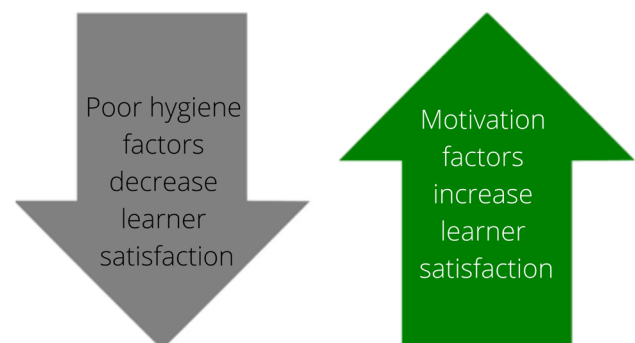 Poor hygiene
factors
decrease
learner
satisfaction
Motivation
factors
increase
learner
satisfaction